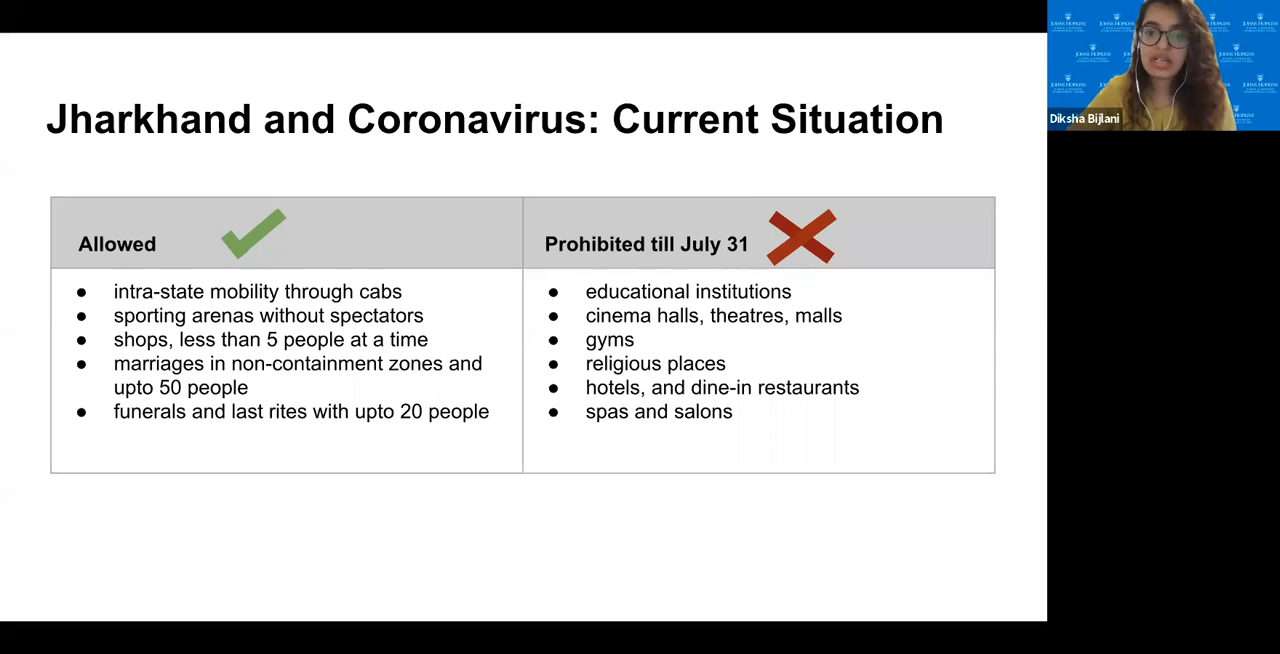 Jharkhand and Coronavirus: Current Situation
Allowed
Prohibited till July 31
● intra-state mobility through cabs
● sporting arenas without spectators
● shops, less than 5 people at a time
● marriages in non-containment zones and
upto 50 people
● funerals and last rites with upto 20 people
● educational institutions
● cinema halls, theatres, malls
● gyms
● religious places
● hotels, and dine-in restaurants
● spas and salons
JOHNS HOPKINS
Diksha Bijlani